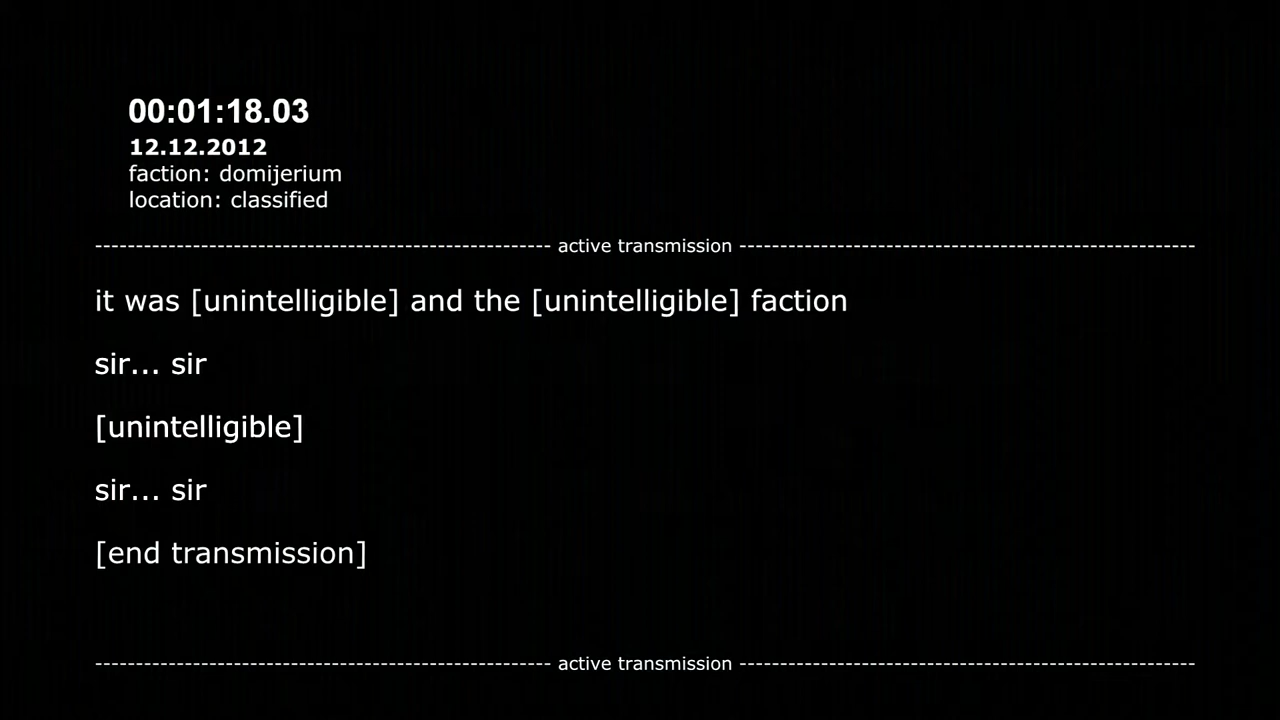 00:01:18.03
12.12.2012
faction: domijerium
location: classified
------------------------------------------------------- active transmission -------------------------------------------------------
it was [unintelligible] and the [unintelligible] faction
sir... sir
[unintelligible]
sir... sir
[end transmission]
------------------------------------------------------- active transmission -------------------------------------------------------